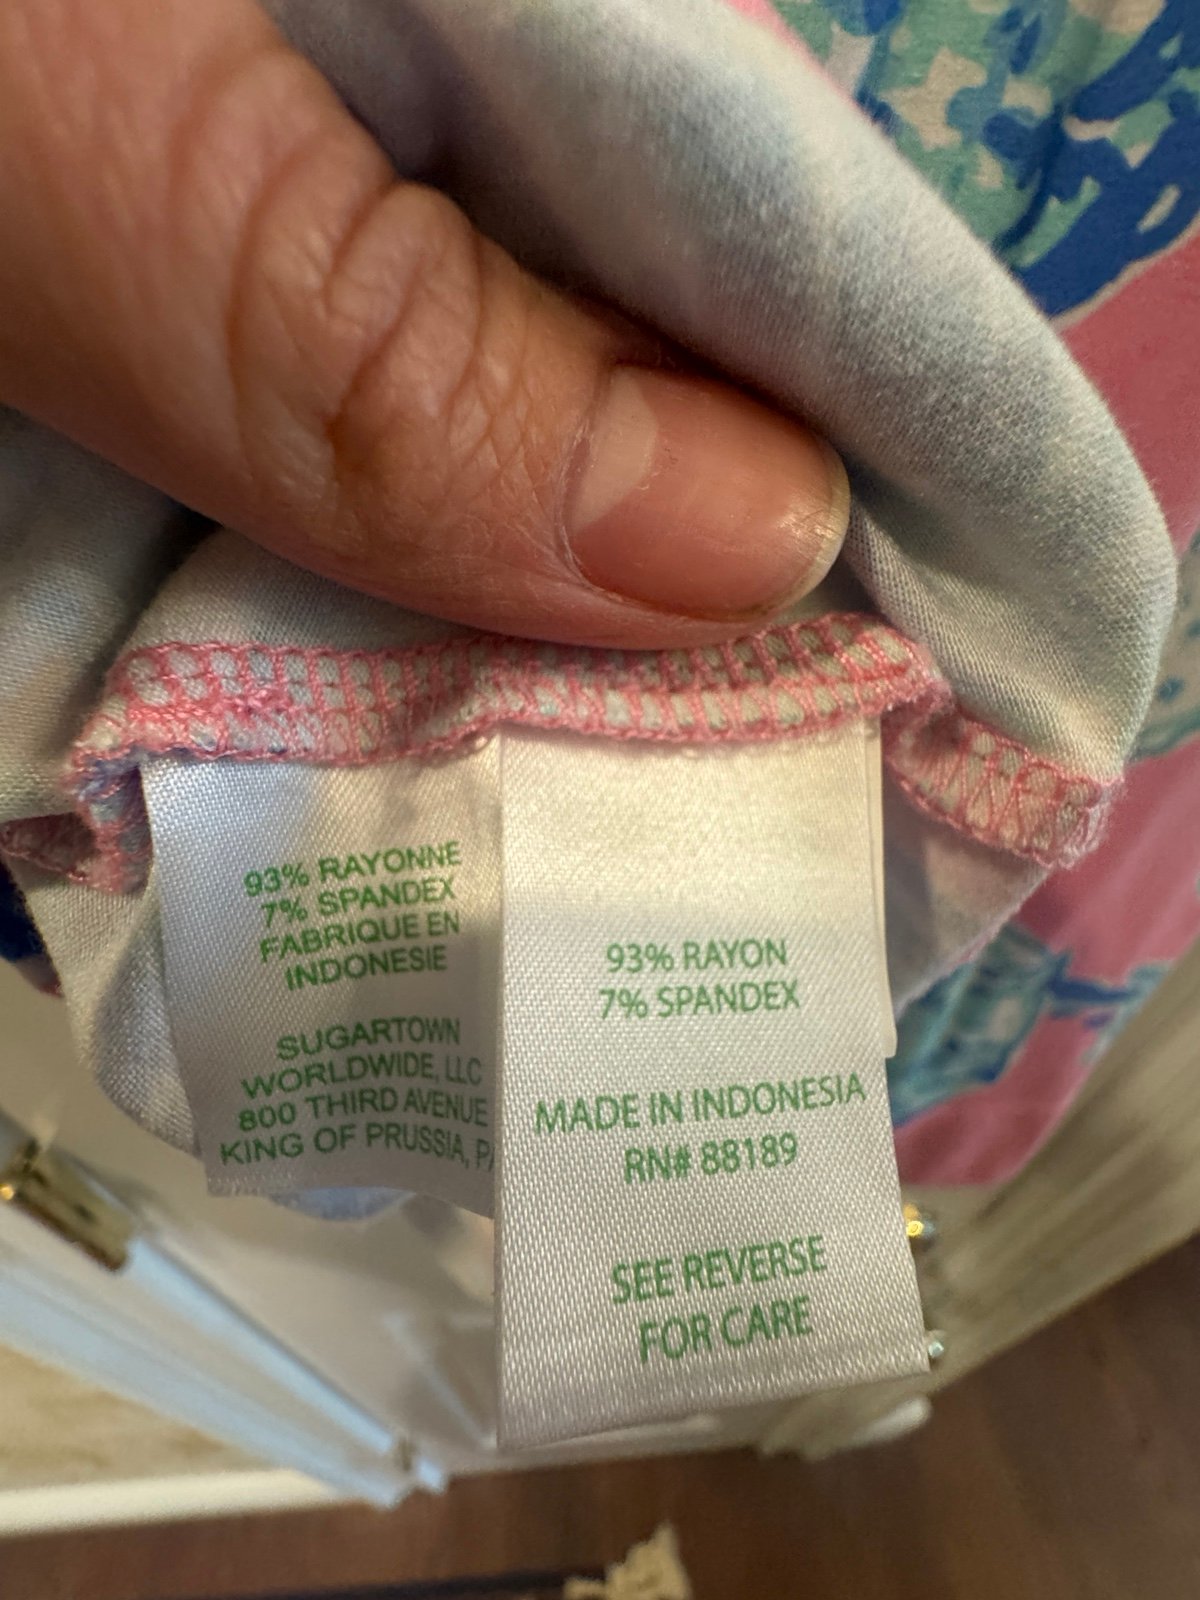 93% RAYONNE
7% SPANDEX
FABRIQUE EN
INDONESIE
SUGARTOWN
WORLDWIDE, LLC
800 THIRD AVENUE
KING OF PRUSSIA,
93% RAYON
7% SPANDEX
MADE IN INDONESIA
RN# 88189
SEE REVERSE
FOR CARE